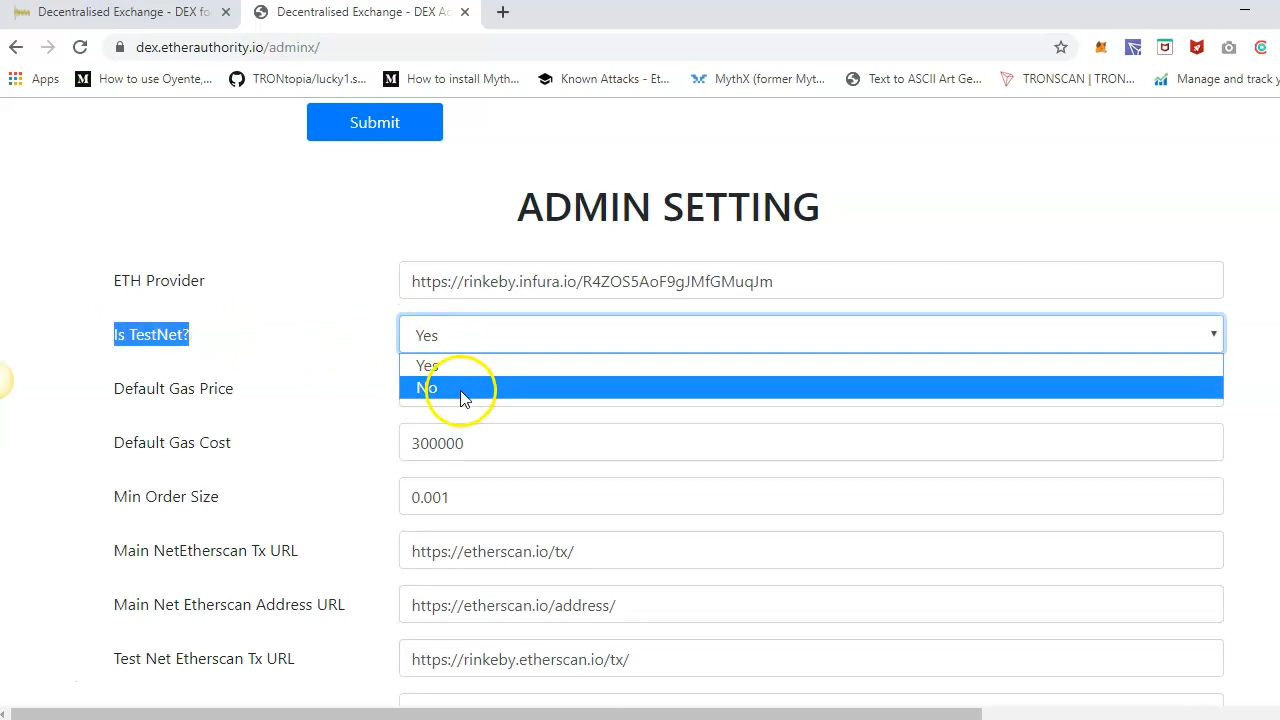 Decentralised Exchange - DEX fo
Decentralised Exchange - DEX Ad
dex.etherauthority.io/adminx/
Apps
How to use Oyente,...
TRONtopia/lucky1.s...
How to install Myth...
Known Attacks - Et...
MythX (former Myt...
Text to ASCII Art Ge...
TRONSCAN | TRON...
Manage and track y
Submit
ADMIN SETTING
ETH Provider
https://rinkeby.infura.io/R4ZOS5AoF9gJMfGMuqJm
Is TestNet?
Yes
Yes
No
Default Gas Price
Default Gas Cost
300000
Min Order Size
0.001
Main NetEtherscan Tx URL
https://etherscan.io/tx/
Main Net Etherscan Address URL
https://etherscan.io/address/
Test Net Etherscan Tx URL
https://rinkeby.etherscan.io/tx/